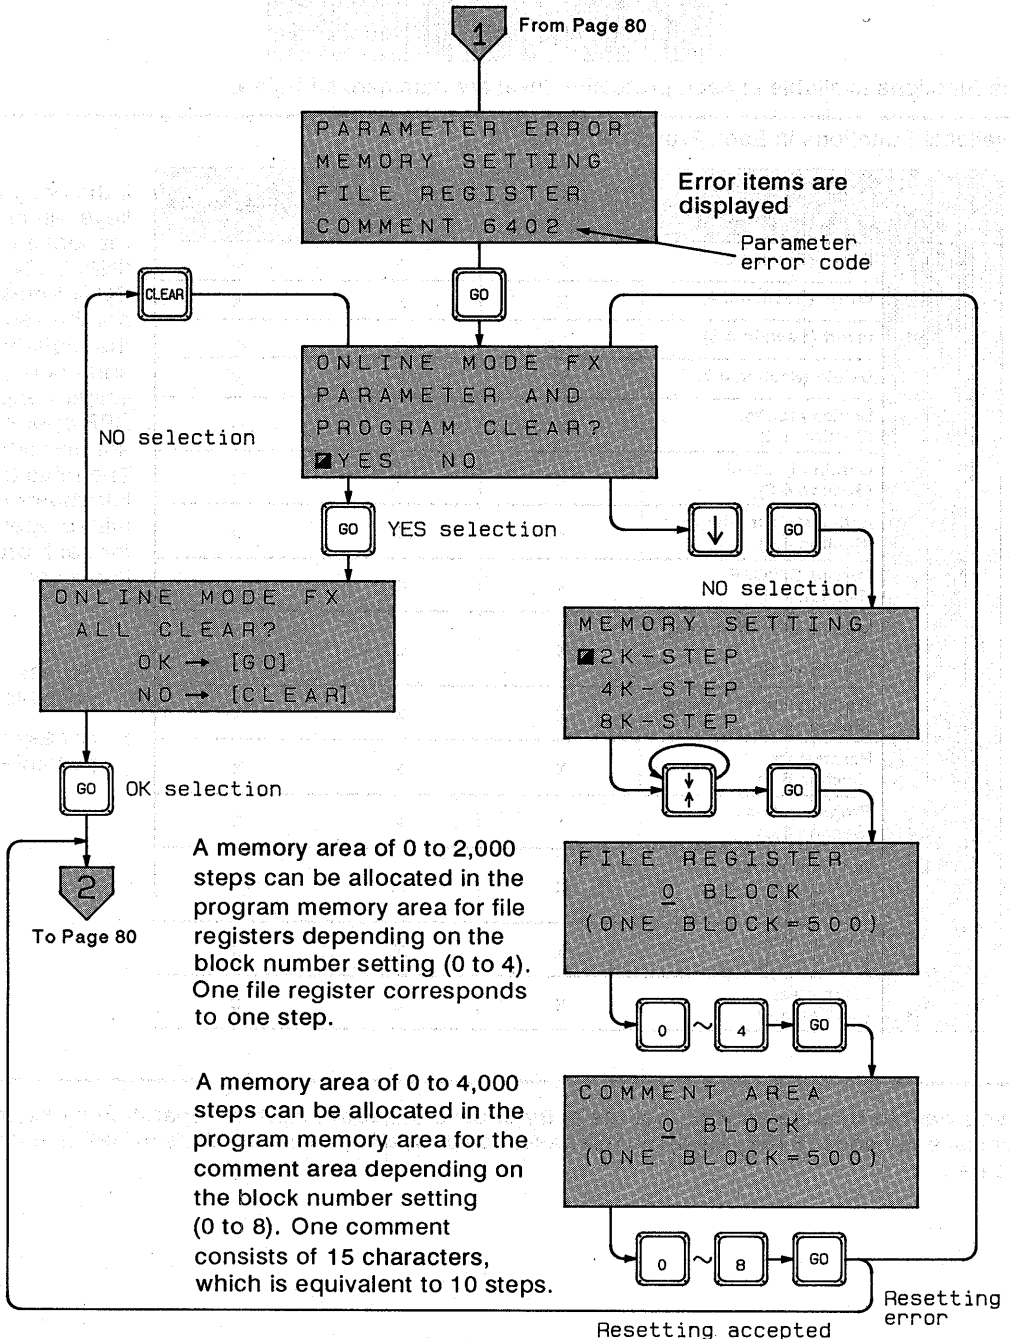 1
From Page 80
PARAMETER ERROR
MEMORY SETTING
FILE REGISTER
COMMENT 6402
Error items are
displayed
Parameter
error code
CLEAR
GO
ONLINE MODE FX
PARAMETER AND
PROGRAM CLEAR?
YES NO
NO selection
GO
YES selection
↓
GO
NO selection
ONLINE MODE FX
ALL CLEAR?
OK → [GO]
NO → [CLEAR]
MEMORY SETTING
2K-STEP
4K-STEP
8K-STEP
GO
OK selection
↓
↑
GO
2
To Page 80
A memory area of 0 to 2,000
steps can be allocated in the
program memory area for file
registers depending on the
block number setting (0 to 4).
One file register corresponds
to one step.
FILE REGISTER
0 BLOCK
(ONE BLOCK=500)
0 ~ 4 GO
A memory area of 0 to 4,000
steps can be allocated in the
program memory area for the
comment area depending on
the block number setting
(0 to 8). One comment
consists of 15 characters,
which is equivalent to 10 steps.
COMMENT AREA
0 BLOCK
(ONE BLOCK=500)
0 ~ 8 GO
Resetting
error
Resetting accepted